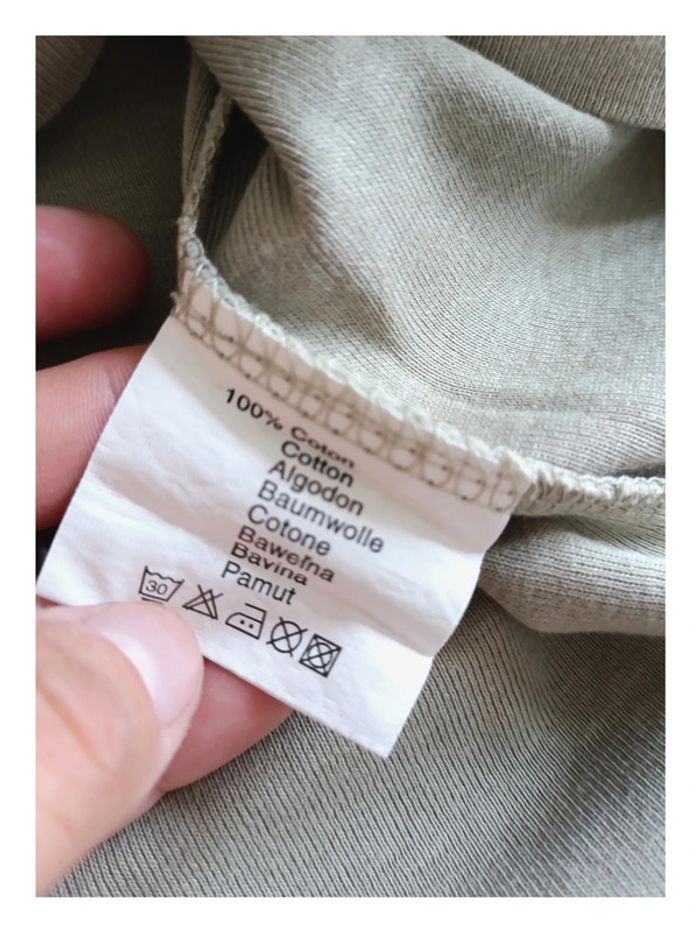 100% Coton
Cotton
Algodon
Baumwolle
Cotone
Bawełna
Bavlna
Pamut
30